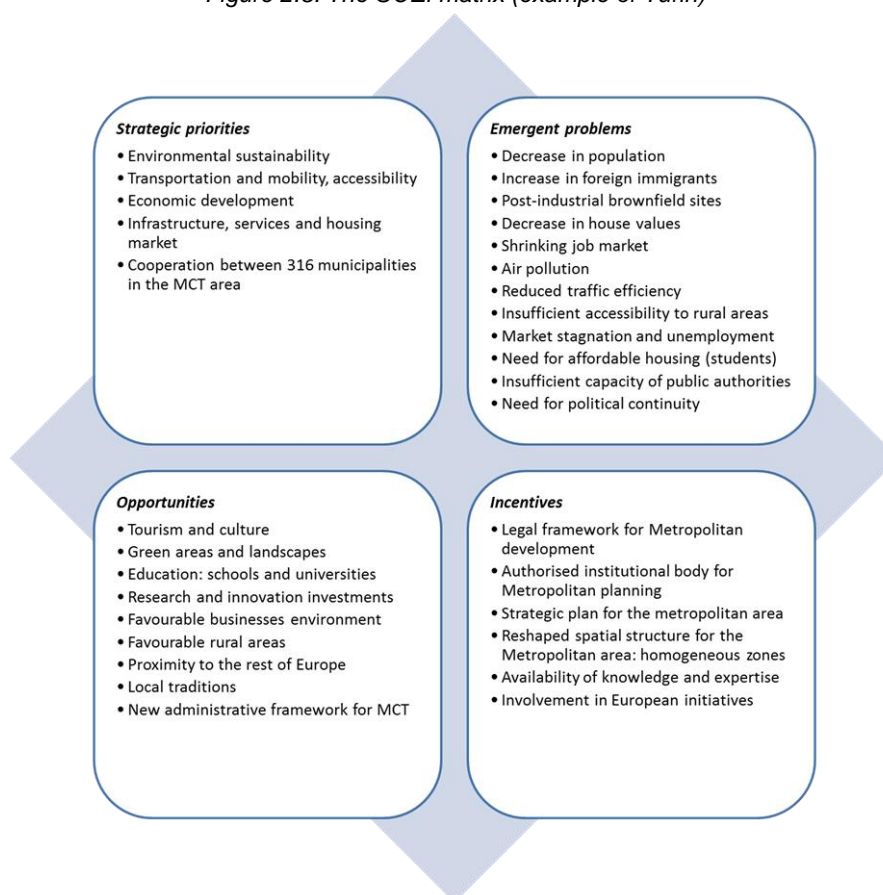 Strategic priorities
• Environmental sustainability
• Transportation and mobility, accessibility
• Economic development
• Infrastructure, services and housing
market
• Cooperation between 316 municipalities
in the MCT area
Emergent problems
• Decrease in population
• Increase in foreign immigrants
• Post-industrial brownfield sites
• Decrease in house values
• Shrinking job market
• Air pollution
• Reduced traffic efficiency
• Insufficient accessibility to rural areas
• Market stagnation and unemployment
• Need for affordable housing (students)
• Insufficient capacity of public authorities
• Need for political continuity
Opportunities
• Tourism and culture
• Green areas and landscapes
• Education: schools and universities
• Research and innovation investments
• Favourable businesses environment
• Favourable rural areas
• Proximity to the rest of Europe
• Local traditions
• New administrative framework for MCT
Incentives
• Legal framework for Metropolitan
development
• Authorised institutional body for
Metropolitan planning
• Strategic plan for the metropolitan area
• Reshaped spatial structure for the
Metropolitan area: homogeneous zones
• Availability of knowledge and expertise
• Involvement in European initiatives